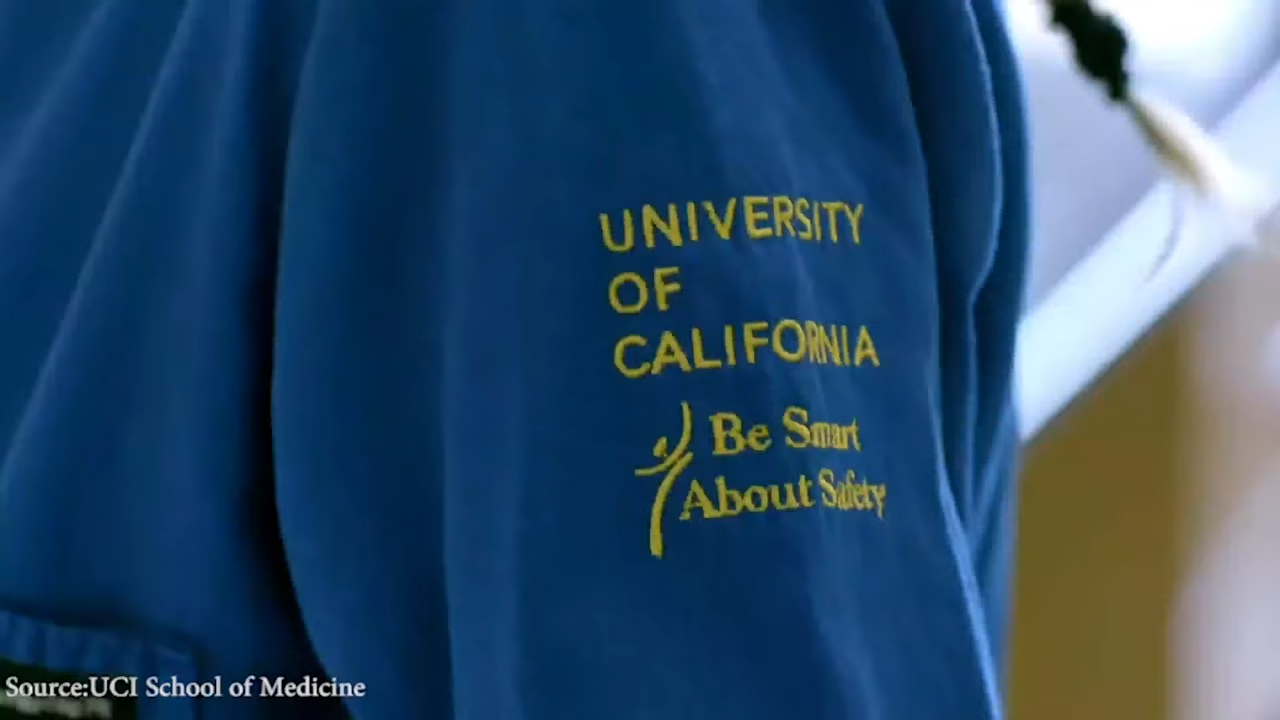 UNIVERSITY
OF
CALIFORNIA
Be Smart
About Safety
Source:UCI School of Medicine